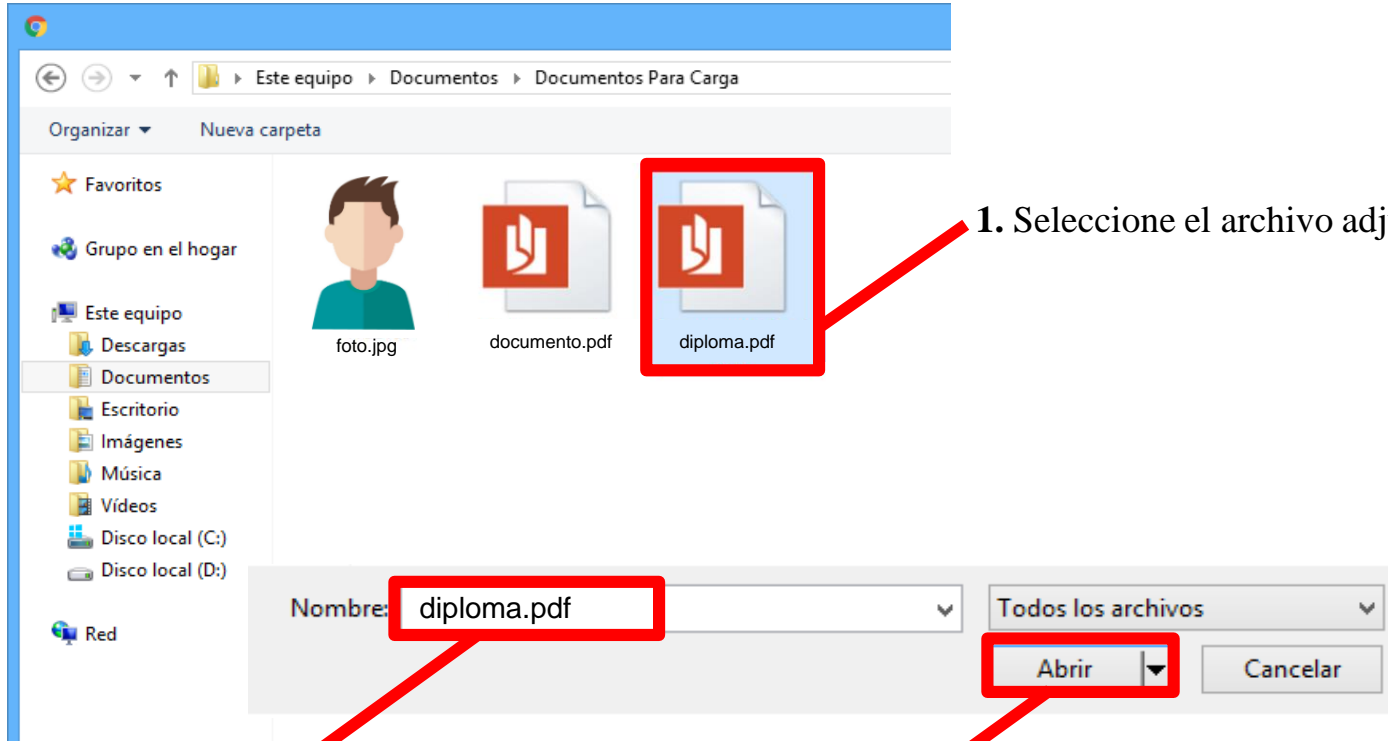 Este equipo Documentos Documentos Para Carga
Organizar Nueva carpeta
Favoritos
Grupo en el hogar
Este equipo
Descargas
Documentos
Escritorio
Imágenes
Música
Vídeos
Disco local (C:)
Disco local (D:)
Red
foto.jpg documento.pdf diploma.pdf
1. Seleccione el archivo adj
Nombre: diploma.pdf Todos los archivos
Abrir Cancelar